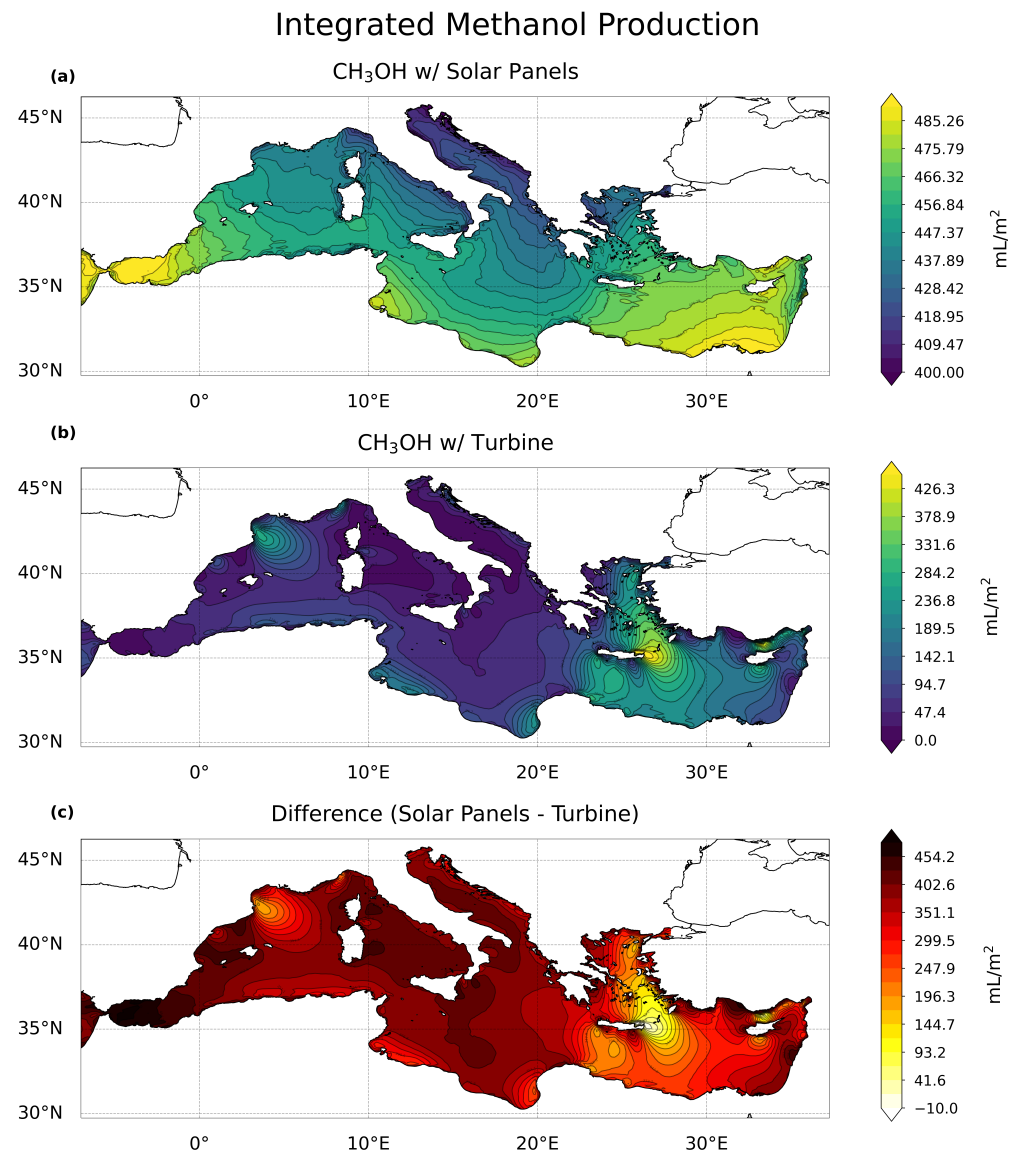 Integrated Methanol Production
(a)
CH₃OH w/ Solar Panels
45°N
40°N
35°N
30°N
0°
10°E
20°E
30°E
485.26
475.79
466.32
456.84
447.37
437.89
428.42
418.95
409.47
400.00
mL/m²
(b)
CH₃OH w/ Turbine
45°N
40°N
35°N
30°N
0°
10°E
20°E
30°E
426.3
378.9
331.6
284.2
236.8
189.5
142.1
94.7
47.4
0.0
mL/m²
(c)
Difference (Solar Panels - Turbine)
45°N
40°N
35°N
30°N
0°
10°E
20°E
30°E
454.2
402.6
351.1
299.5
247.9
196.3
144.7
93.2
41.6
−10.0
mL/m²